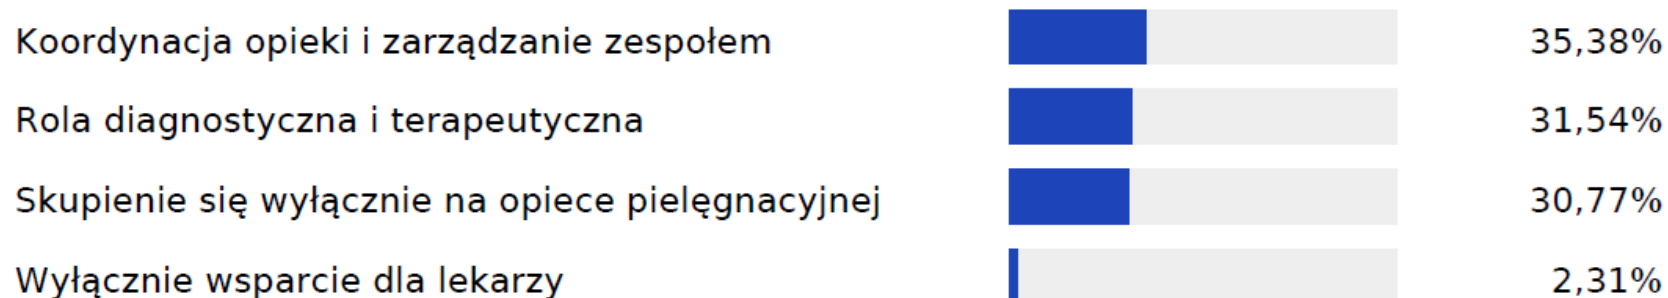 Koordynacja opieki i zarządzanie zespołem 35,38%
Rola diagnostyczna i terapeutyczna 31,54%
Skupienie się wyłącznie na opiece pielęgnacyjnej 30,77%
Wyłącznie wsparcie dla lekarzy 2,31%